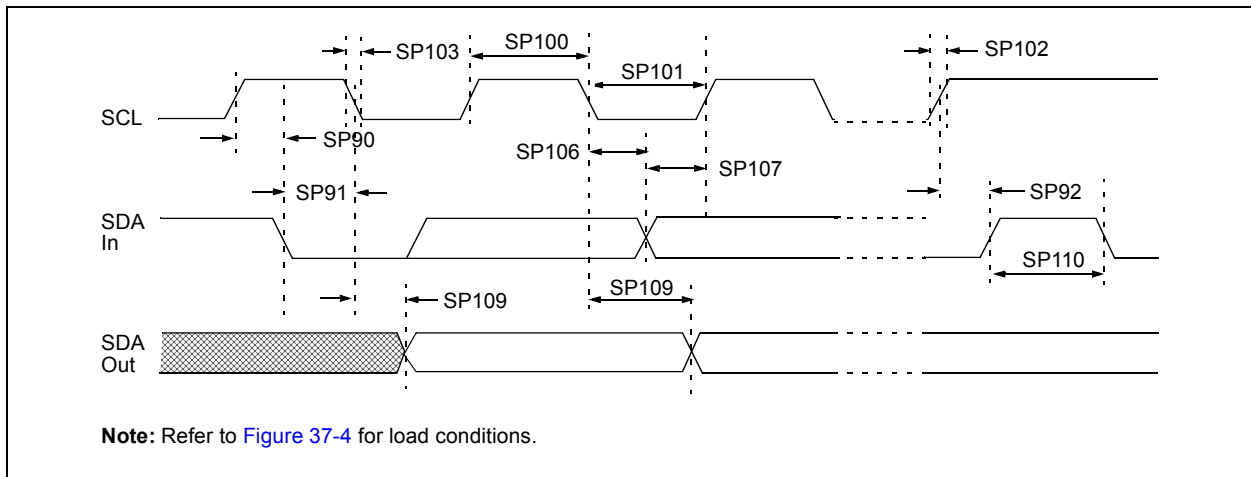 SP103
SP100
SP102
SP101
SCL
SP90
SP106
SP107
SP91
SP92
SDA
In
SP110
SP109
SP109
SDA
Out
Note: Refer to Figure 37-4 for load conditions.